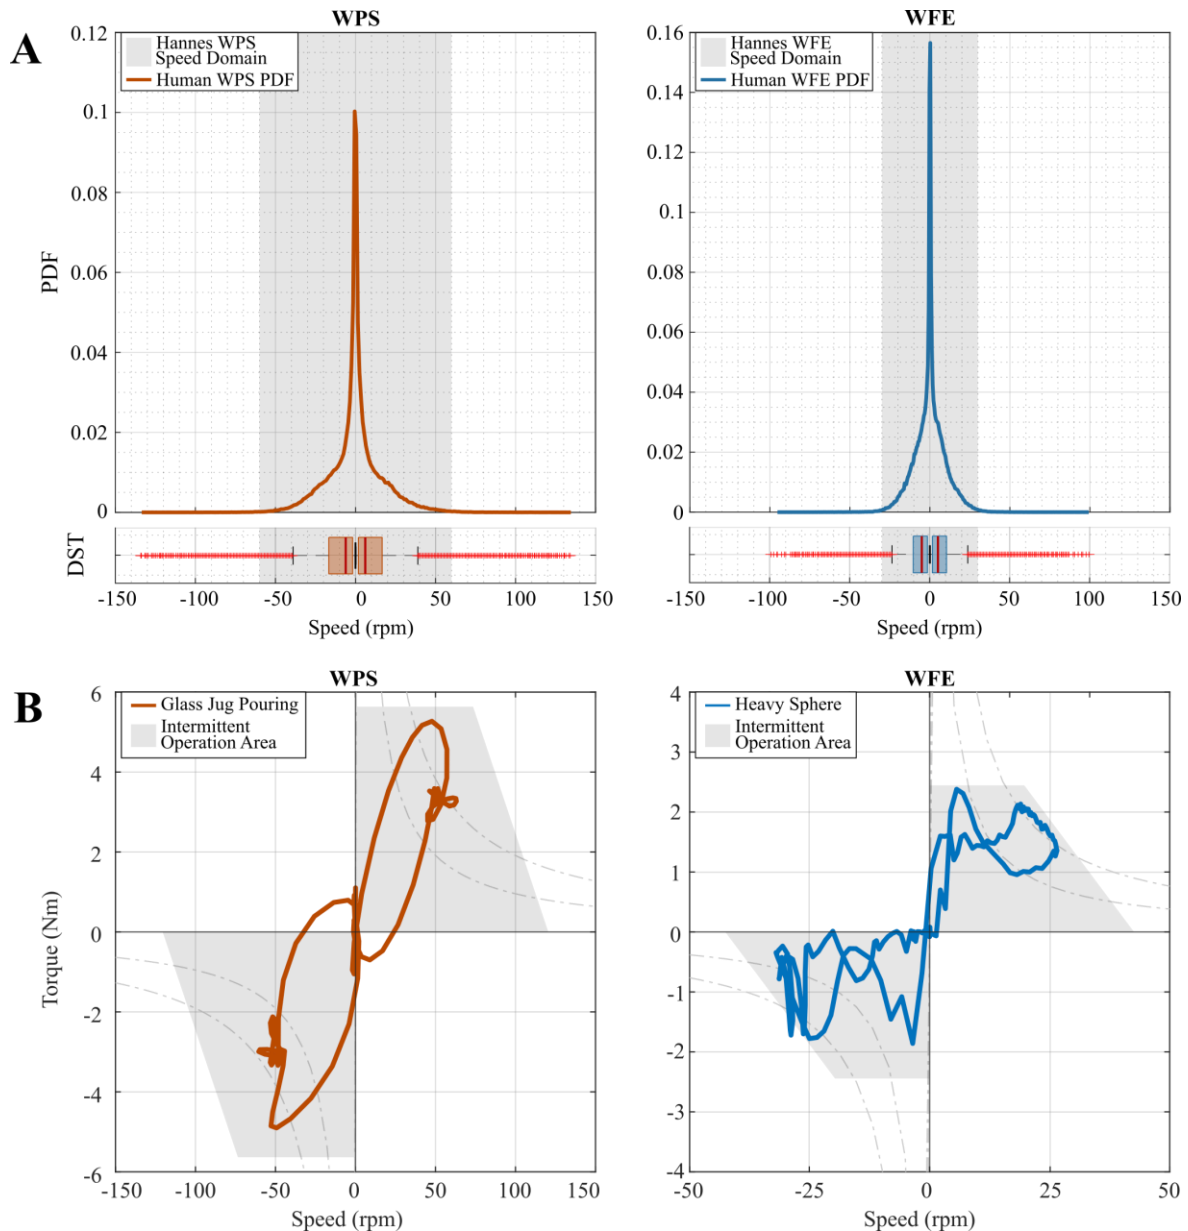 A
WPS
Hannes WPS
Speed Domain
Human WPS PDF
PDF
0.12
0.1
0.08
0.06
0.04
0.02
0
DST
-150 -100 -50 0 50 100 150
Speed (rpm)
WFE
Hannes WFE
Speed Domain
Human WFE PDF
0.16
0.14
0.12
0.1
0.08
0.06
0.04
0.02
0
-150 -100 -50 0 50 100 150
Speed (rpm)
B
WPS
Glass Jug Pouring
Intermittent
Operation Area
Torque (Nm)
6
4
2
0
-2
-4
-6
-150 -100 -50 0 50 100 150
Speed (rpm)
WFE
Heavy Sphere
Intermittent
Operation Area
4
3
2
1
0
-1
-2
-3
-4
-50 -25 0 25 50
Speed (rpm)